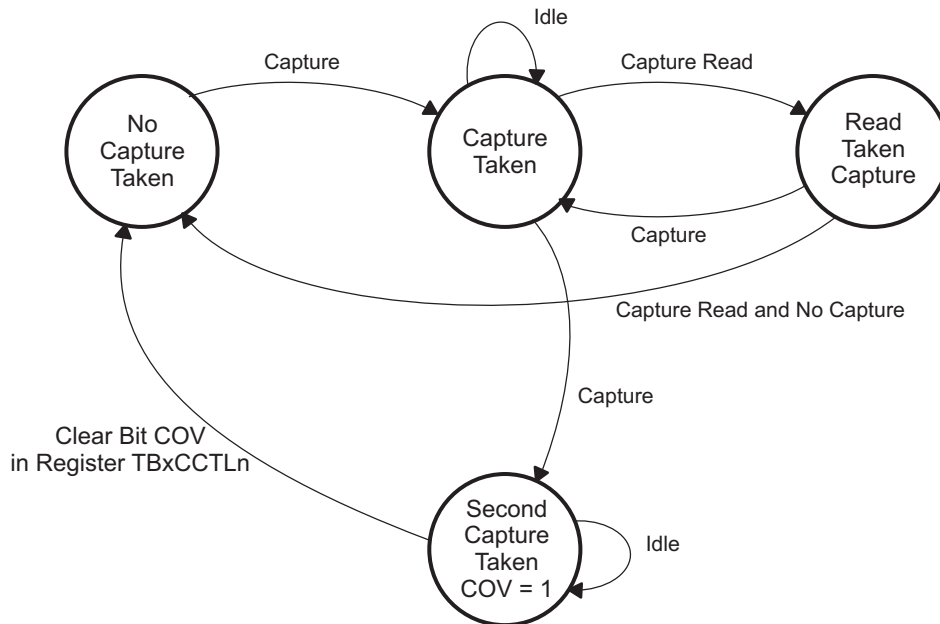 Idle
Capture
Capture Read
No
Capture
Taken
Capture
Taken
Read
Taken
Capture
Capture
Capture Read and No Capture
Capture
Clear Bit COV
in Register TBxCCTLn
Second
Capture
Taken
COV = 1
Idle